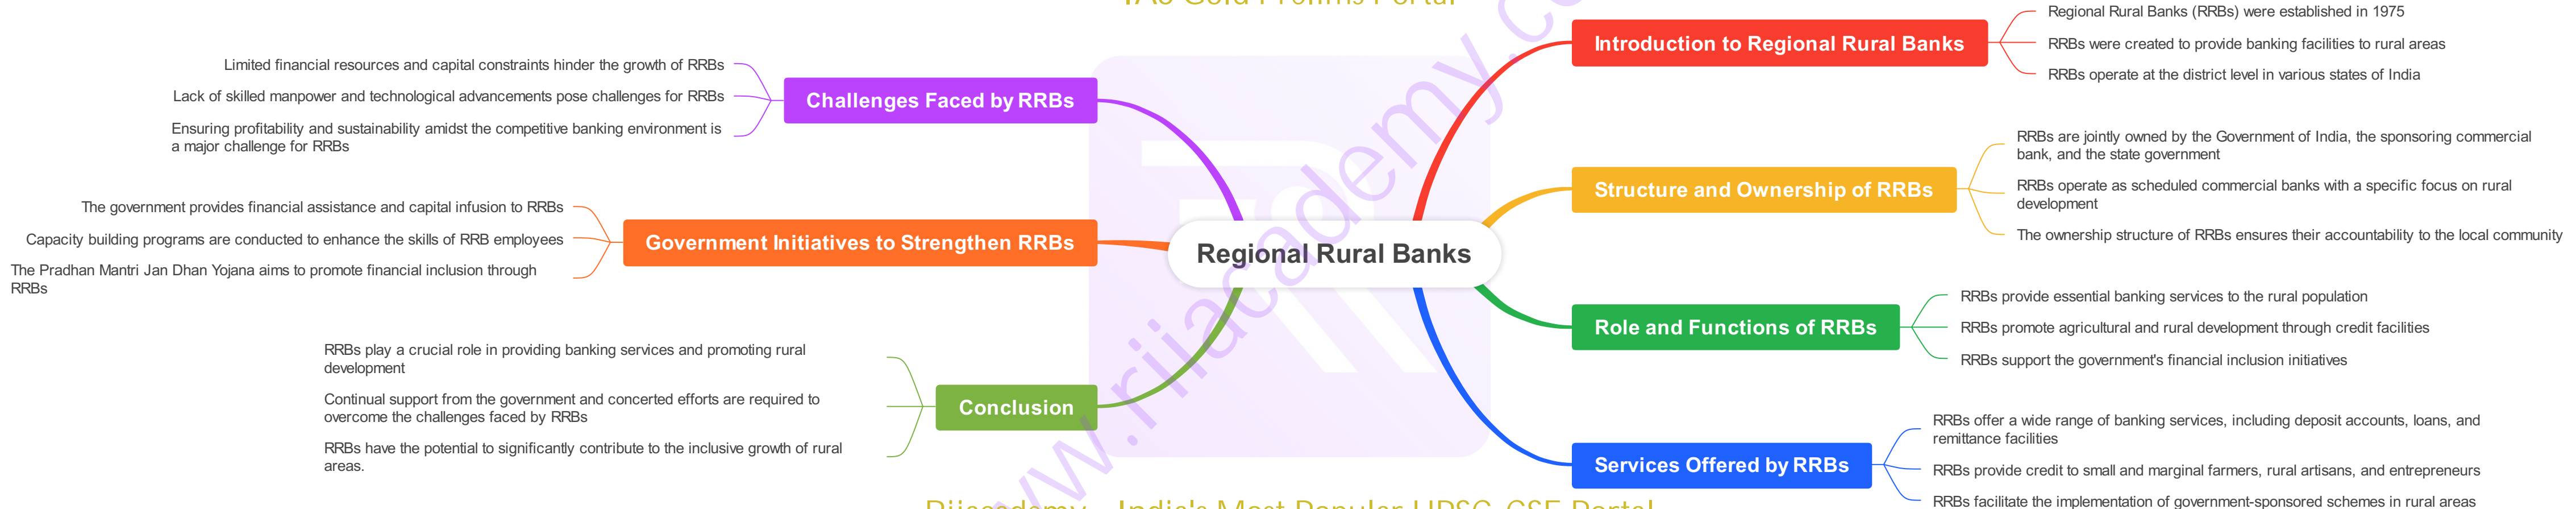 IAS Gold Prelims Portal
Regional Rural Banks
Introduction to Regional Rural Banks
Regional Rural Banks (RRBs) were established in 1975
RRBs were created to provide banking facilities to rural areas
RRBs operate at the district level in various states of India
Structure and Ownership of RRBs
RRBs are jointly owned by the Government of India, the sponsoring commercial
bank, and the state government
RRBs operate as scheduled commercial banks with a specific focus on rural
development
The ownership structure of RRBs ensures their accountability to the local community
Role and Functions of RRBs
RRBs provide essential banking services to the rural population
RRBs promote agricultural and rural development through credit facilities
RRBs support the government's financial inclusion initiatives
Services Offered by RRBs
RRBs offer a wide range of banking services, including deposit accounts, loans, and
remittance facilities
RRBs provide credit to small and marginal farmers, rural artisans, and entrepreneurs
RRBs facilitate the implementation of government-sponsored schemes in rural areas
Challenges Faced by RRBs
Limited financial resources and capital constraints hinder the growth of RRBs
Lack of skilled manpower and technological advancements pose challenges for RRBs
Ensuring profitability and sustainability amidst the competitive banking environment is
a major challenge for RRBs
Government Initiatives to Strengthen RRBs
The government provides financial assistance and capital infusion to RRBs
Capacity building programs are conducted to enhance the skills of RRB employees
The Pradhan Mantri Jan Dhan Yojana aims to promote financial inclusion through
RRBs
Conclusion
RRBs play a crucial role in providing banking services and promoting rural
development
Continual support from the government and concerted efforts are required to
overcome the challenges faced by RRBs
RRBs have the potential to significantly contribute to the inclusive growth of rural
areas.
India's Most Popular UPSC CSE Portal